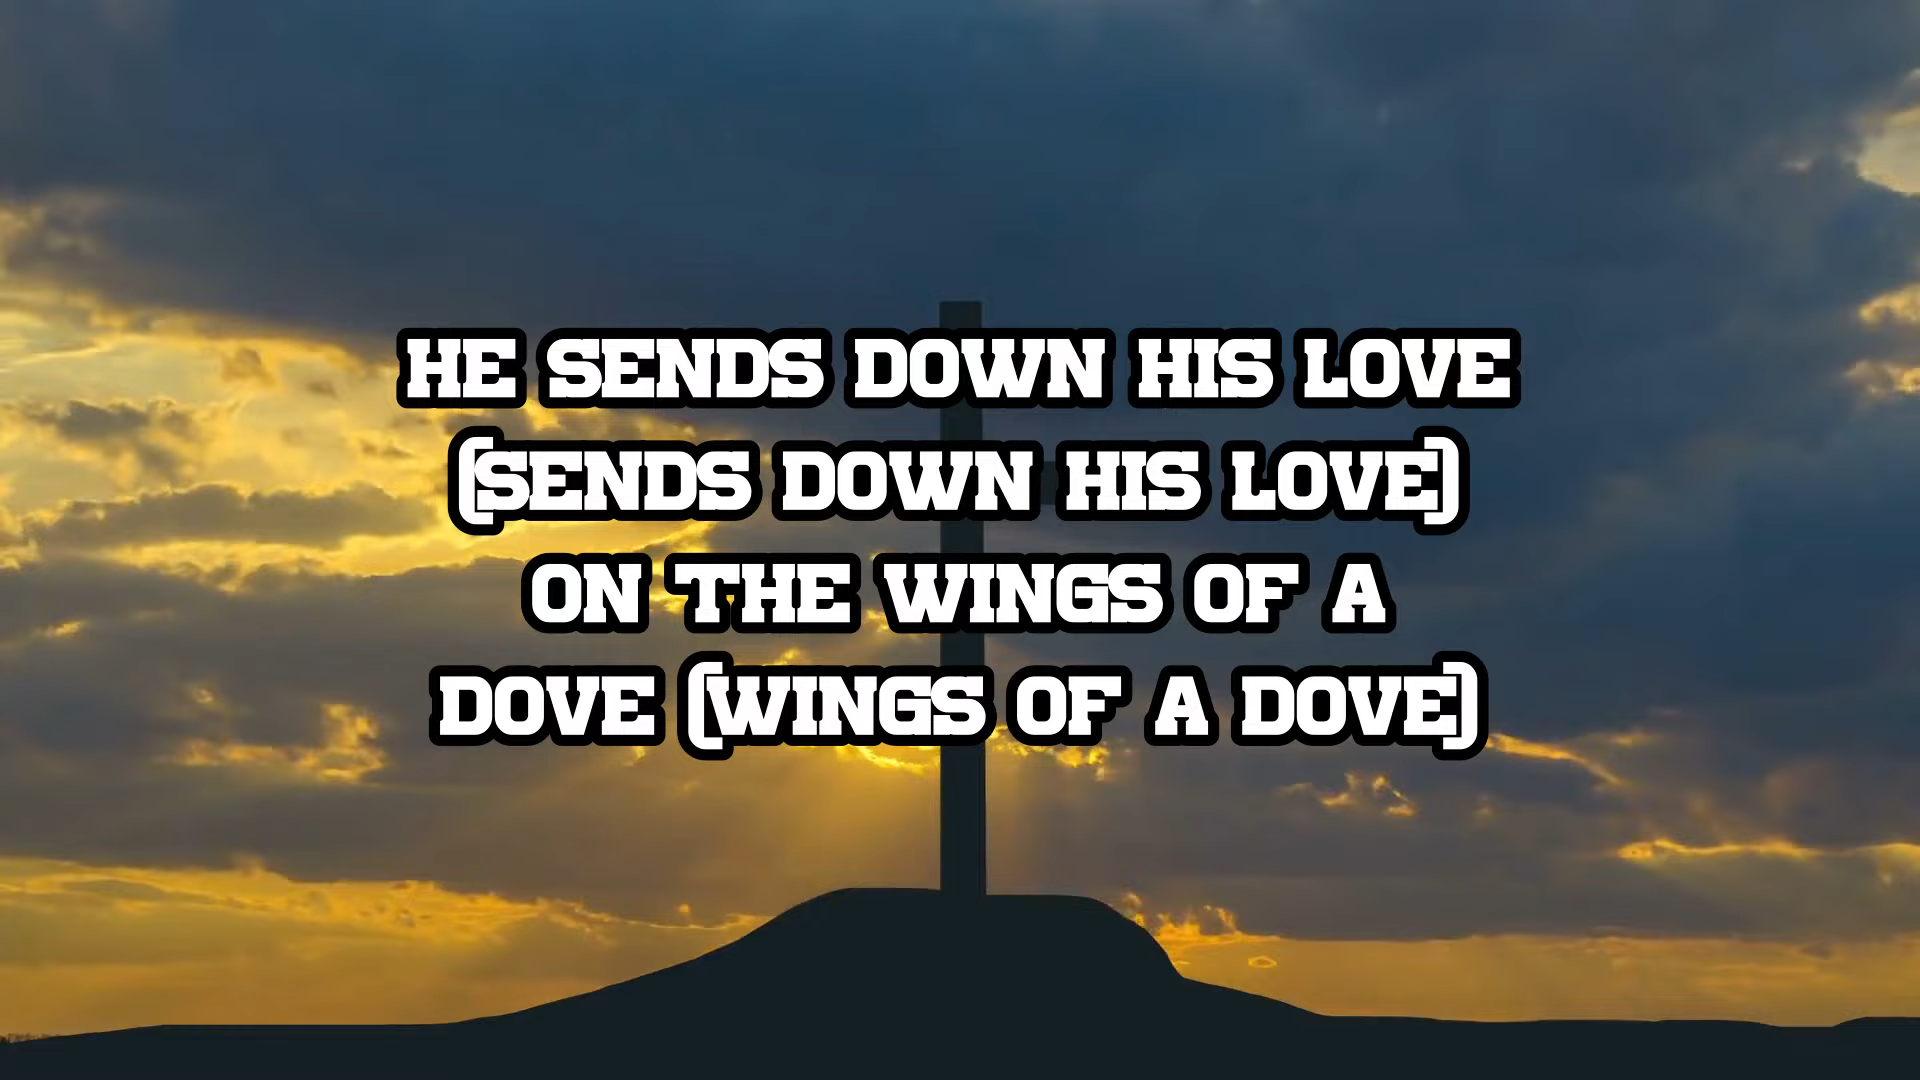 HE SENDS DOWN HIS LOVE
(SENDS DOWN HIS LOVE)
ON THE WINGS OF A
DOVE (WINGS OF A DOVE)